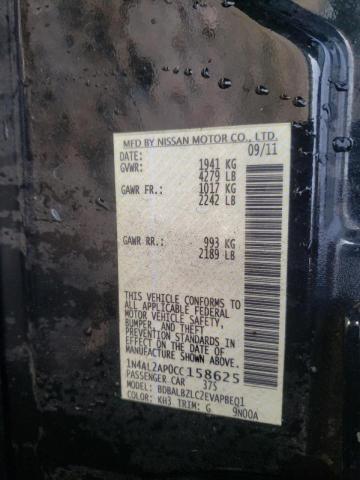 MFD BY NISSAN MOTOR CO., LTD.
DATE: 09/11
GVWR: 1941 KG
4279 LB
GAWR FR: 1017 KG
2242 LB
GAWR RR: 993 KG
2189 LB
THIS VEHICLE CONFORMS TO
ALL APPLICABLE FEDERAL
MOTOR VEHICLE SAFETY,
BUMPER, AND THEFT
PREVENTION STANDARDS
IN EFFECT ON THE DATE OF
MANUFACTURE SHOWN ABOVE.
1N4AL2AP0CC158625
PASSENGER CAR 375
MODEL: BDBALBZLC2EVAPBEQ1
COLOR: KH3 TRIM: G 9N00A